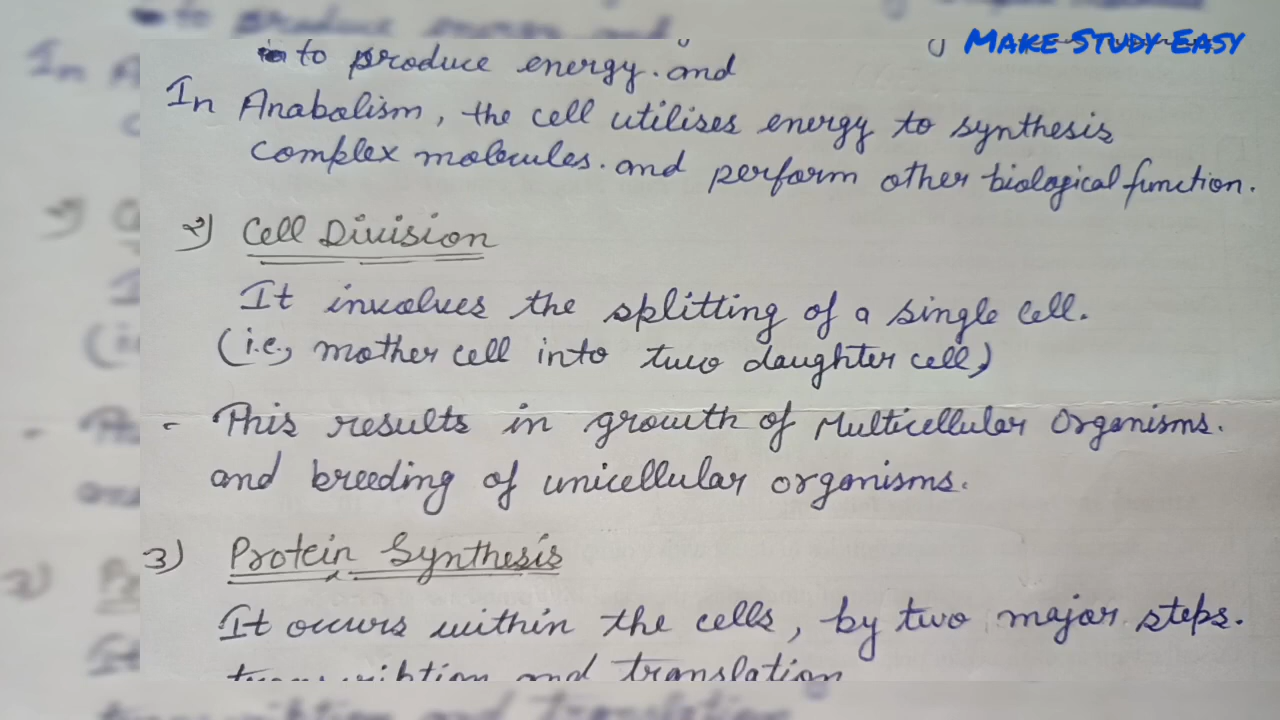 MAKE STUDY EASY
to produce energy. and
In Anabolism, the cell utilises energy to synthesis
complex molecules. and perform other biological function.
2) Cell Division
It involves the splitting of a single cell.
(i.e., mother cell into two daughter cell)
- This results in growth of Multicellular Organisms.
and breeding of unicellular organisms.
3) Protein Synthesis
It occurs within the cells, by two major steps.
and translation